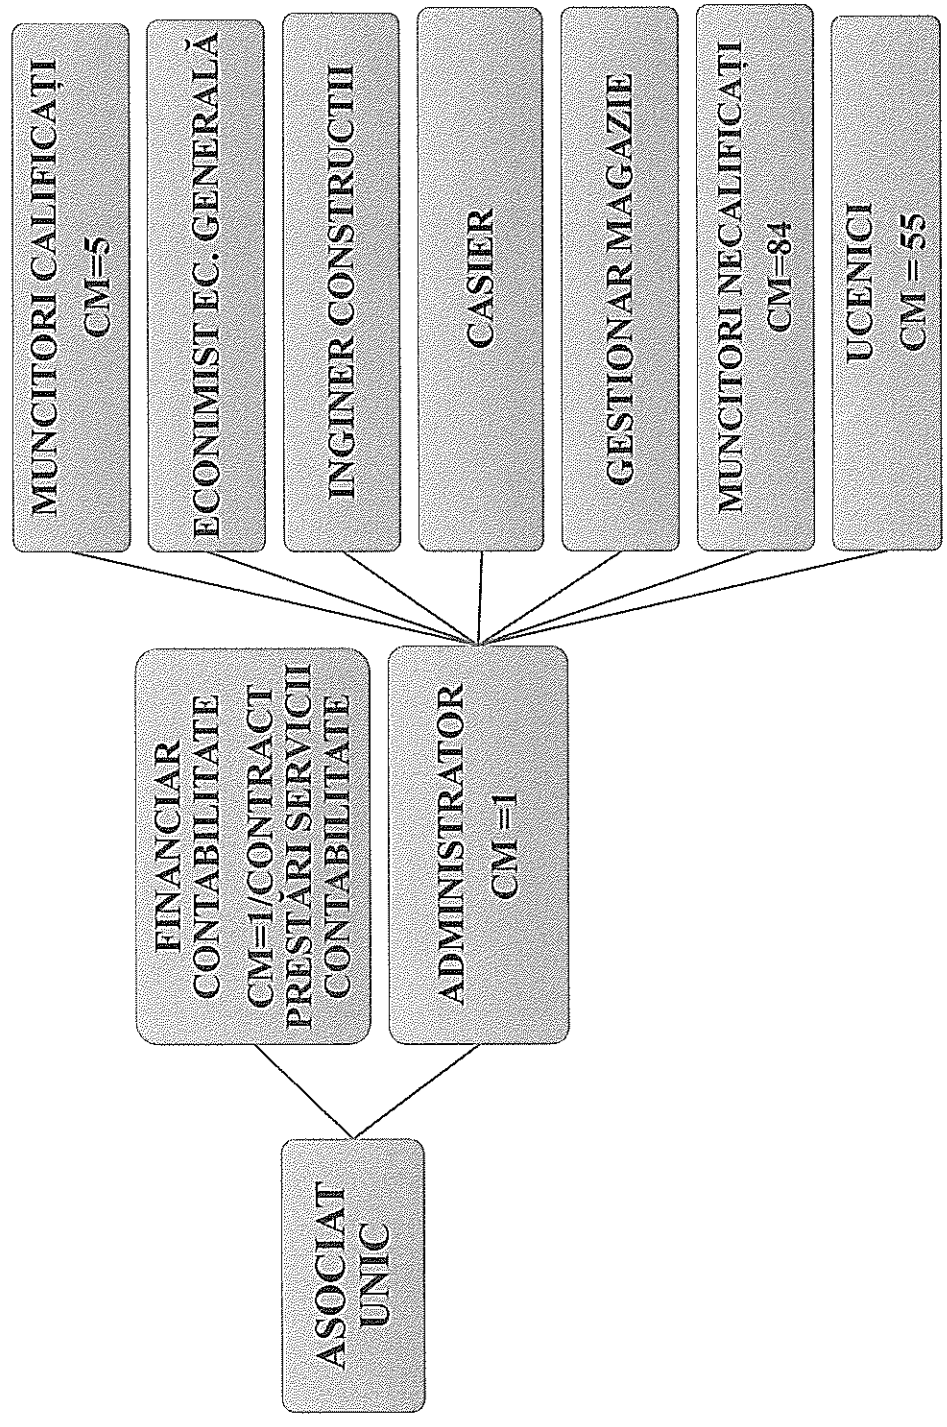 ASOCIAT
UNIC
FINANCIAR
CONTABILITATE
CM=1/CONTRACT
PRESTĂRI SERVICII
CONTABILITATE
ADMINISTRATOR
CM =1
MUNCITORI CALIFICAȚI
CM=5
ECONIMIST EC. GENERALĂ
INGINER CONSTRUCTII
CASIER
GESTIONAR MAGAZIE
MUNCITORI NECALIFICAȚI
CM=84
UCENICI
CM = 55